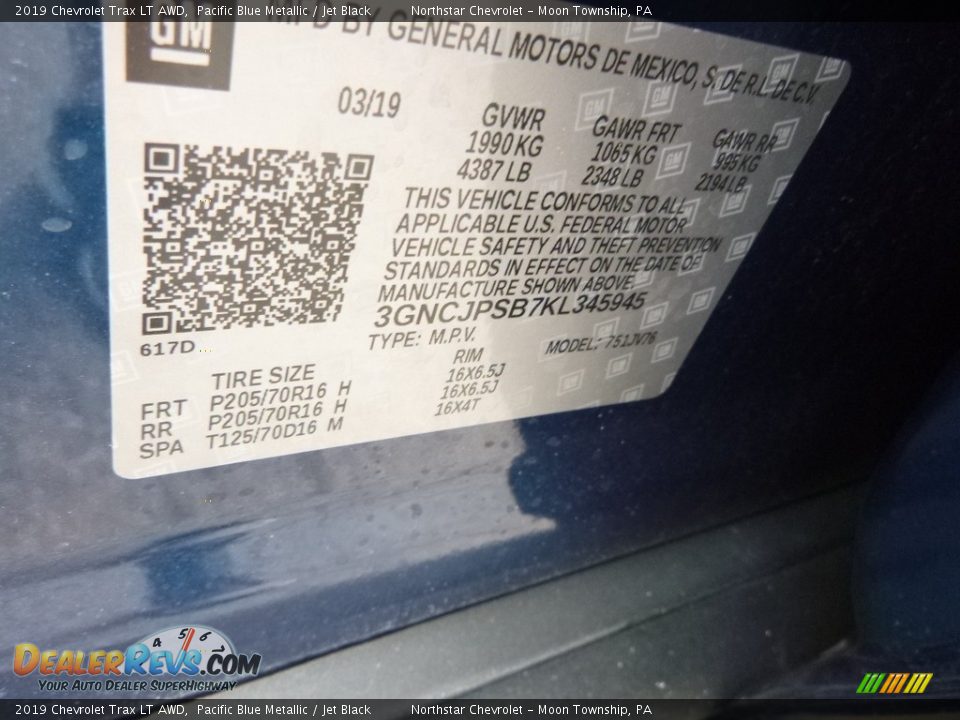 2019 Chevrolet Trax LT AWD, Pacific Blue Metallic / Jet Black Northstar Chevrolet - Moon Township, PA
GM
MFD BY GENERAL MOTORS DE MEXICO, S. DE R.L. DE C.V.
03/19
GVWR GAWR FRT GAWR RR
1990 KG 1065 KG 995 KG
4387 LB 2348 LB 2194 LB
THIS VEHICLE CONFORMS TO ALL
APPLICABLE U.S. FEDERAL MOTOR
VEHICLE SAFETY AND THEFT PREVENTION
STANDARDS IN EFFECT ON THE DATE OF
MANUFACTURE SHOWN ABOVE.
3GNCJPSB7KL345945
TYPE: M.P.V. MODEL: 751JV76
617D
TIRE SIZE RIM
FRT P205/70R16 H 16X6.5J
RR P205/70R16 H 16X6.5J
SPA T125/70D16 M 16X4T
4 5 6
DEALERREVS.COM
YOUR AUTO DEALER SUPERHIGHWAY
2019 Chevrolet Trax LT AWD, Pacific Blue Metallic / Jet Black Northstar Chevrolet - Moon Township, PA